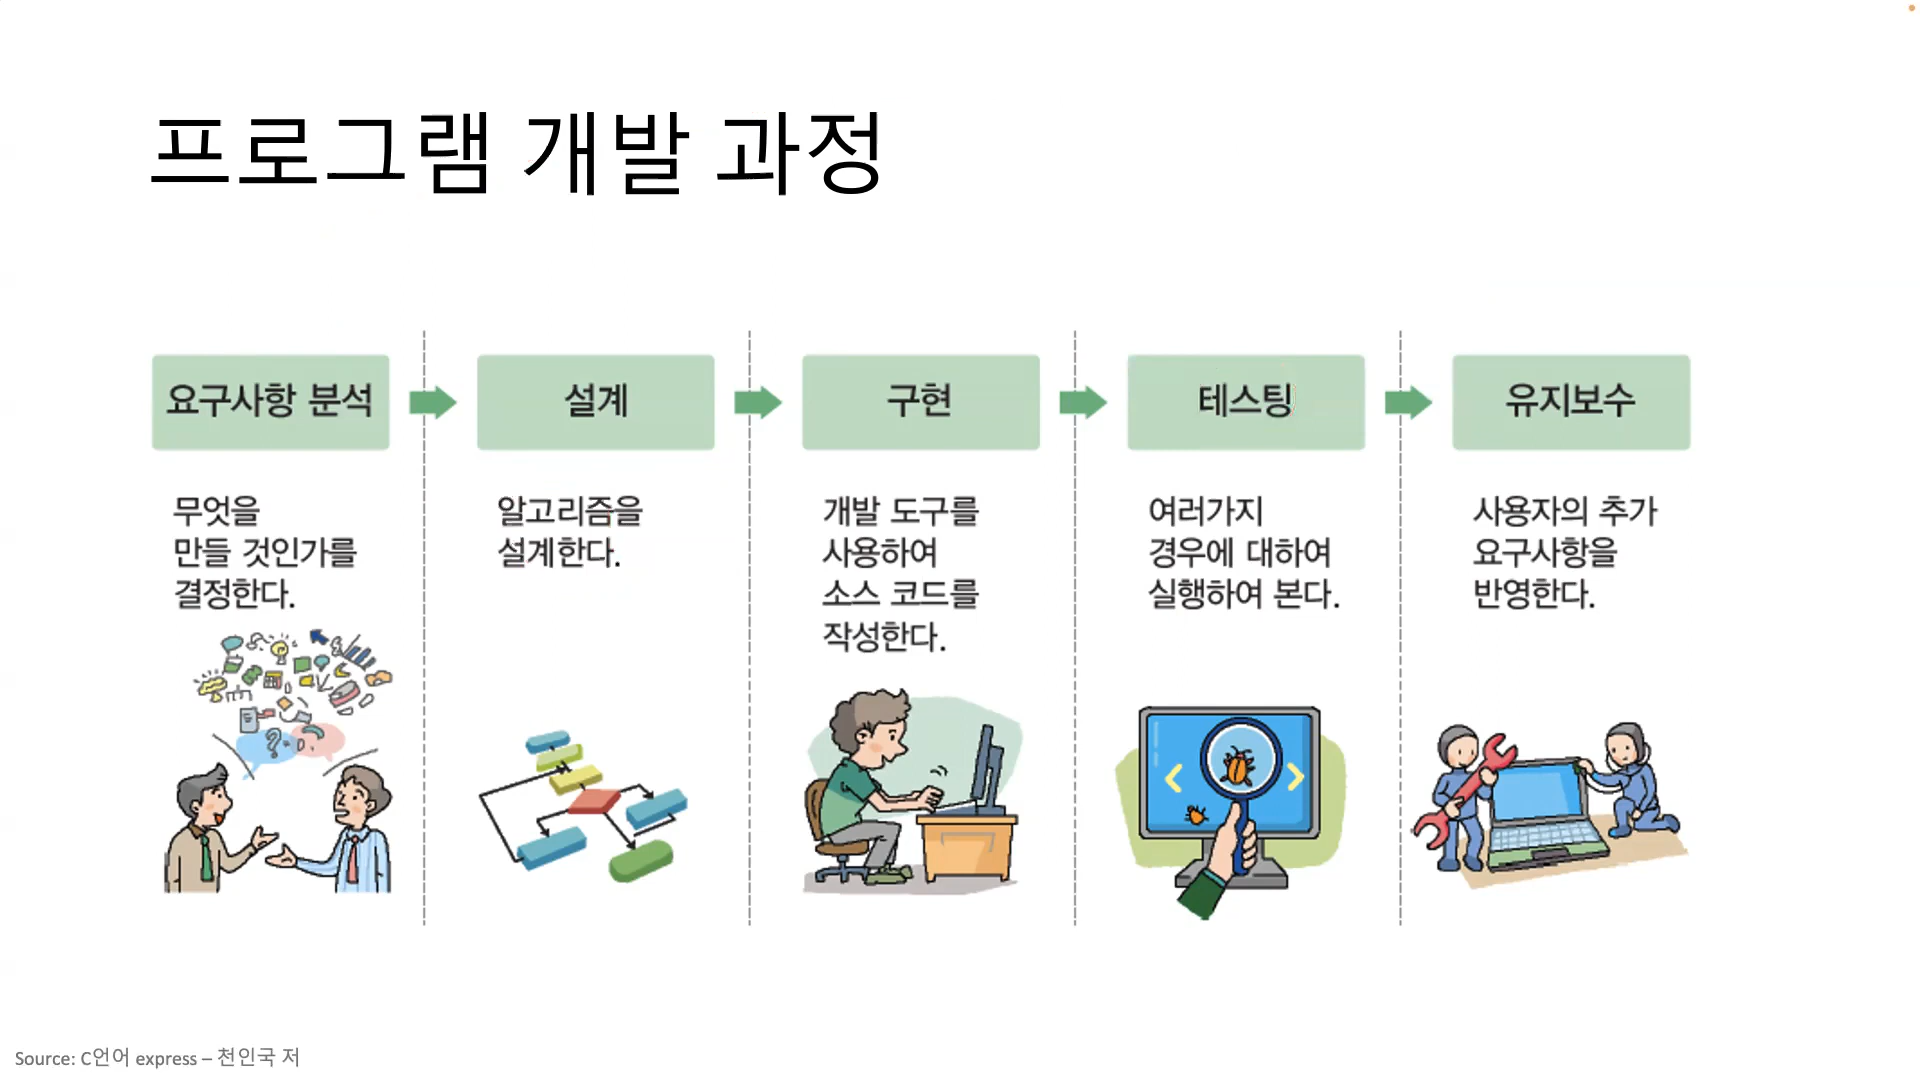 프로그램 개발 과정
요구사항 분석
설계
구현
테스팅
유지보수
무엇을
만들 것인가를
결정한다.
알고리즘을
설계한다.
개발 도구를
사용하여
소스 코드를
작성한다.
여러가지
경우에 대하여
실행하여 본다.
사용자의 추가
요구사항을
반영한다.
Source: C언어 express – 천인국 저